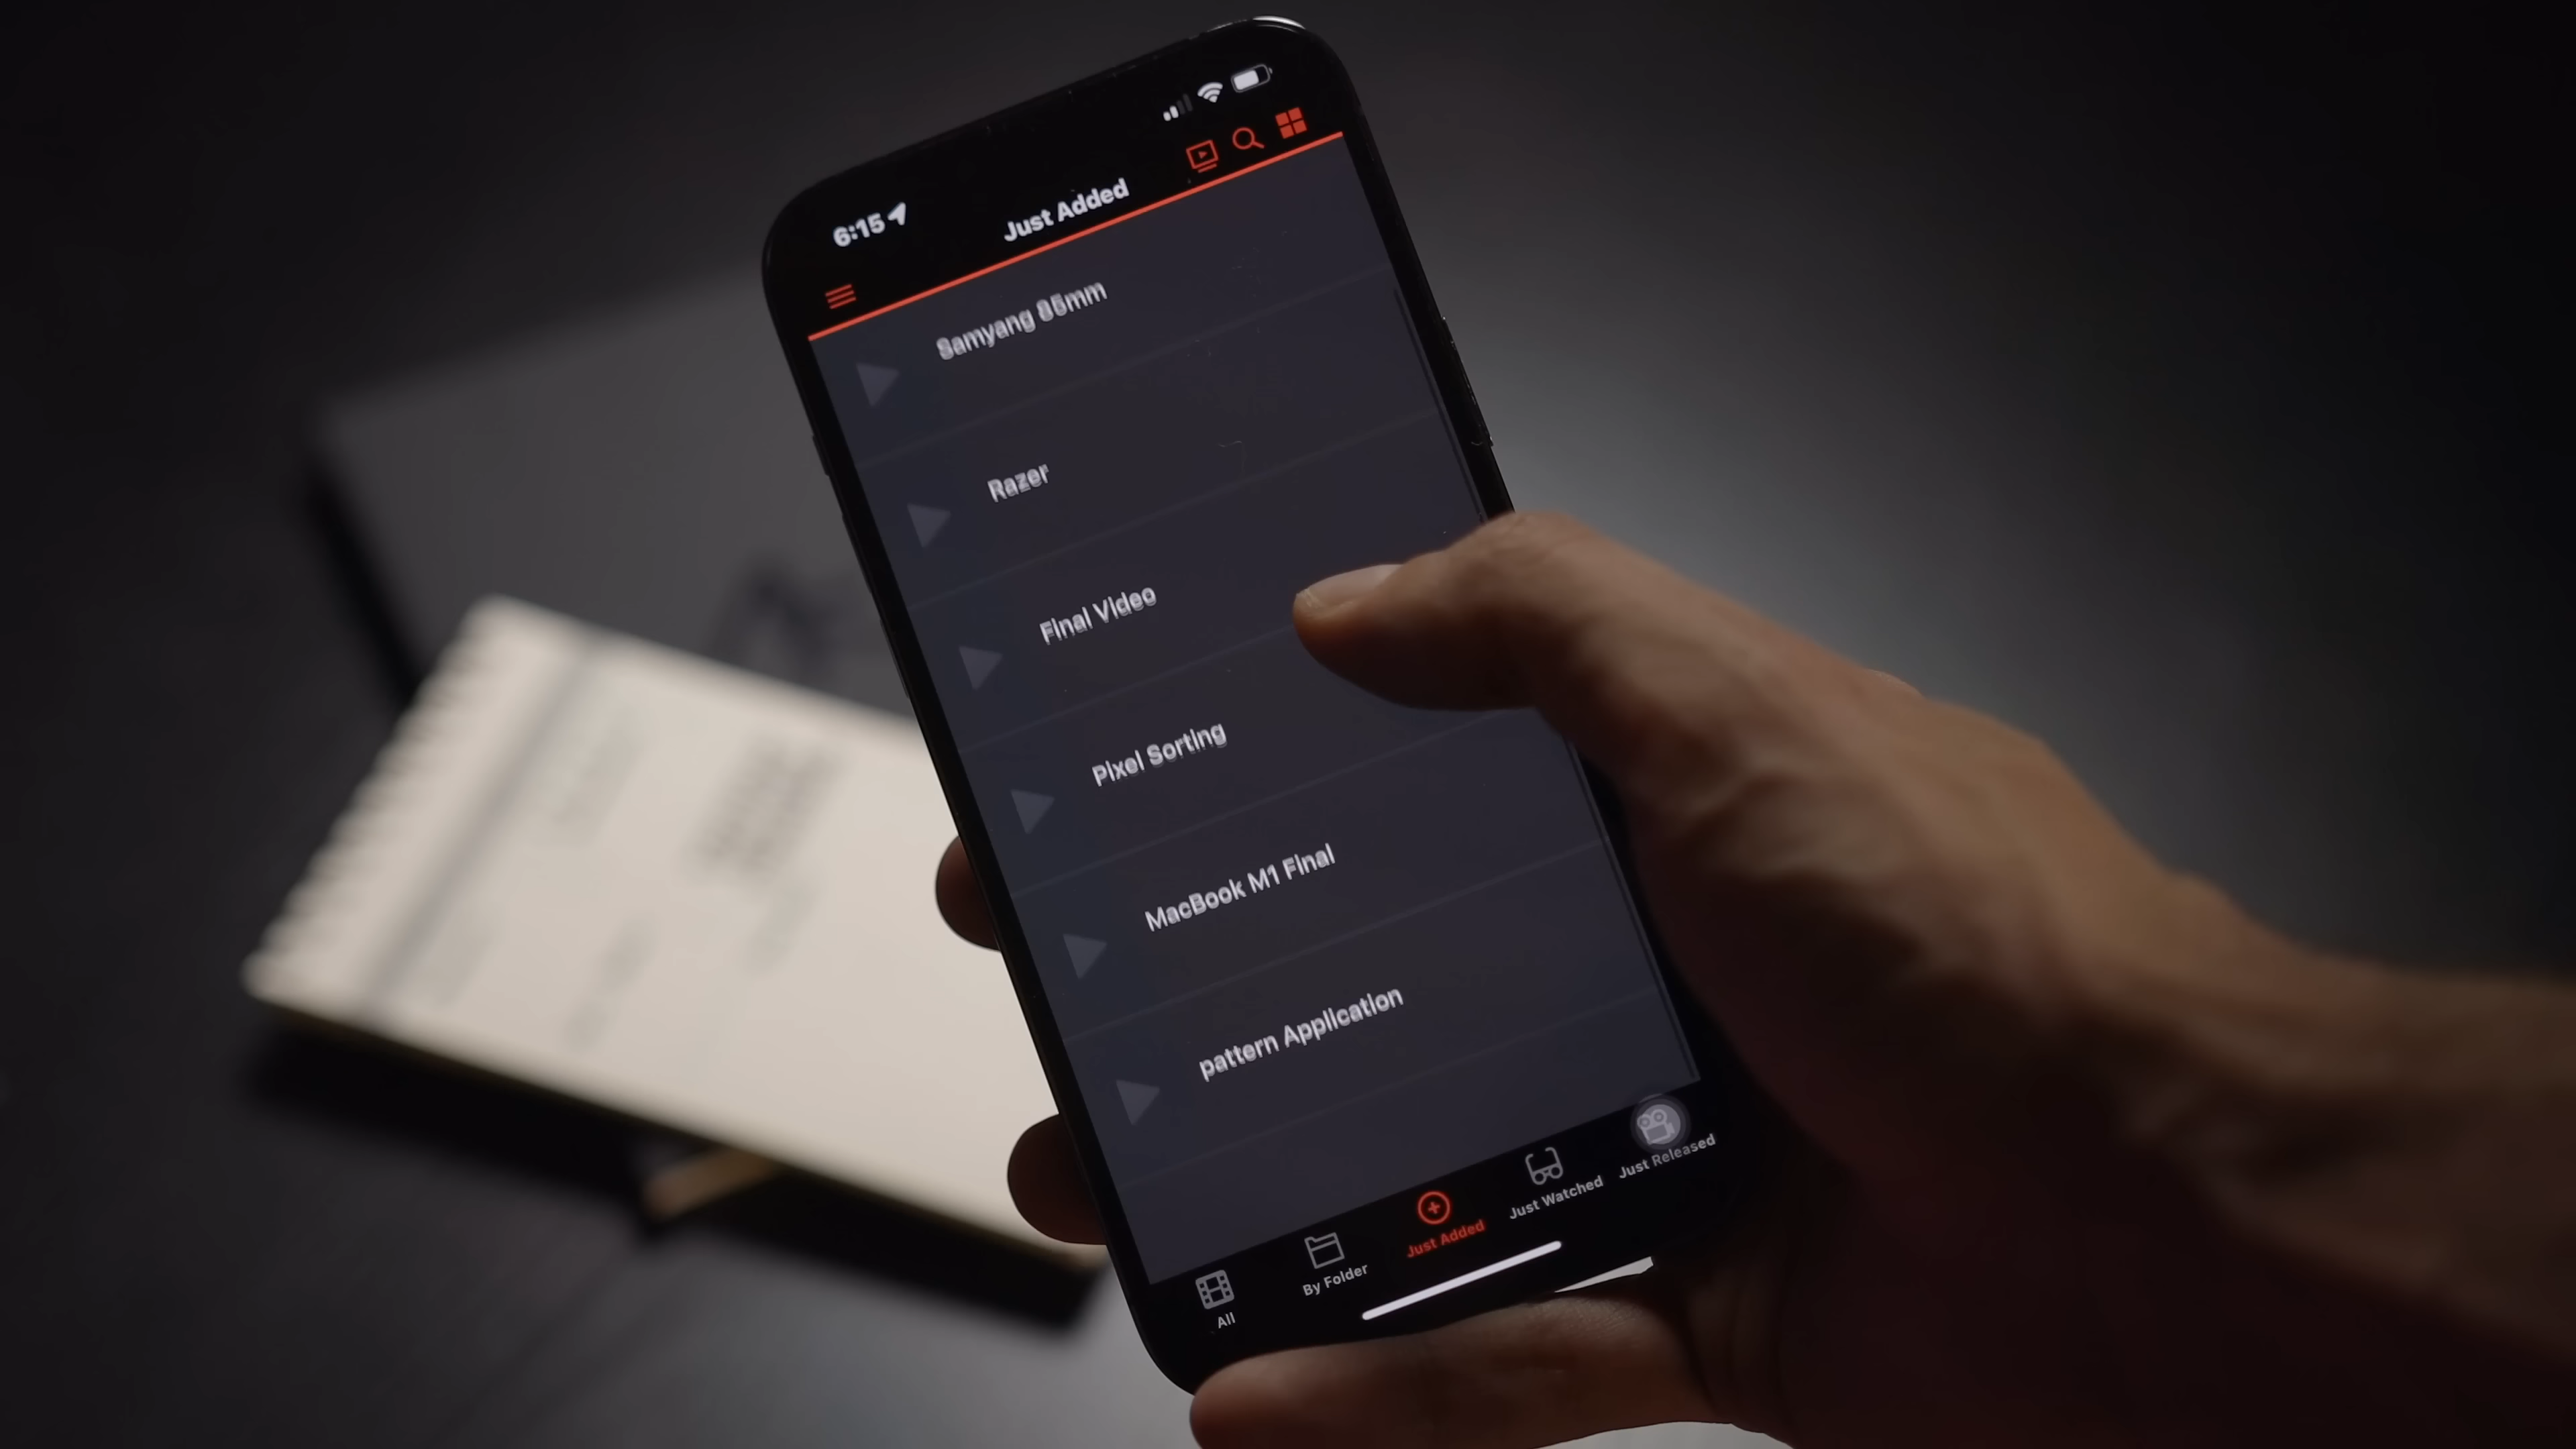 6:15
Just Added
Samyang 85mm
Razer
Final Video
Pixel Sorting
MacBook M1 Final
pattern Application
All
By Folder
Just Added
Just Watched
Just Released